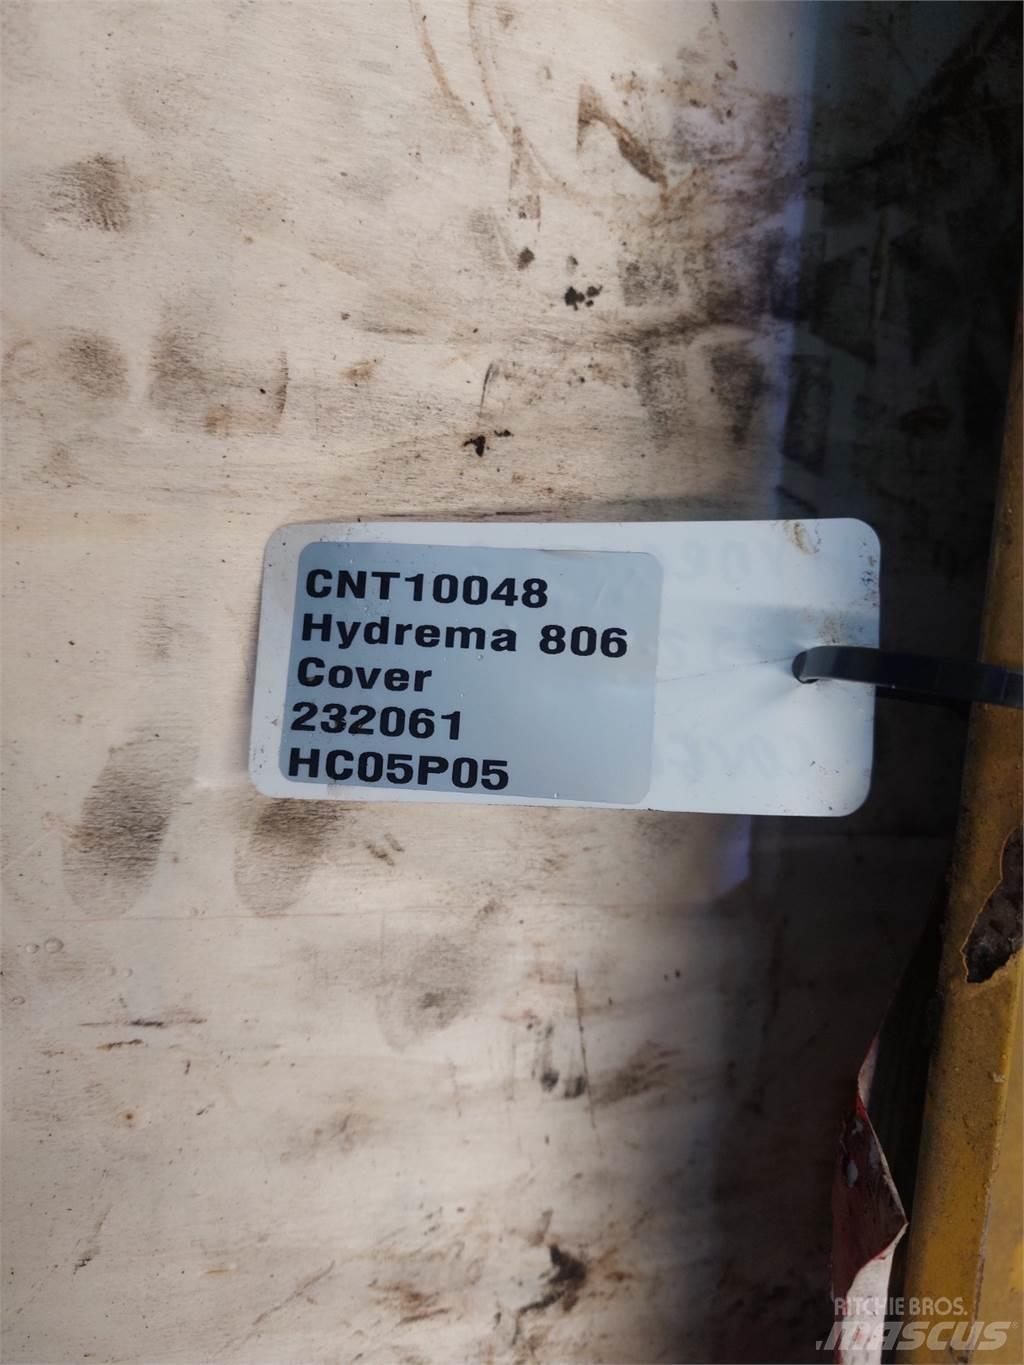 CNT10048
Hydrema 806
Cover
232061
HC05P05
RITCHIE BROS.
MASCUS